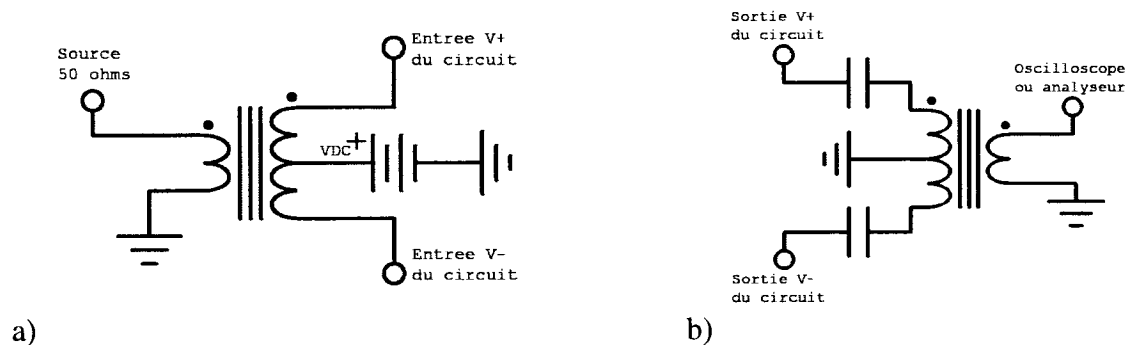 Source
50 ohms
Entree V+
du circuit
VDC
+
Entree V-
du circuit
a)
Sortie V+
du circuit
Oscilloscope
ou analyseur
Sortie V-
du circuit
b)